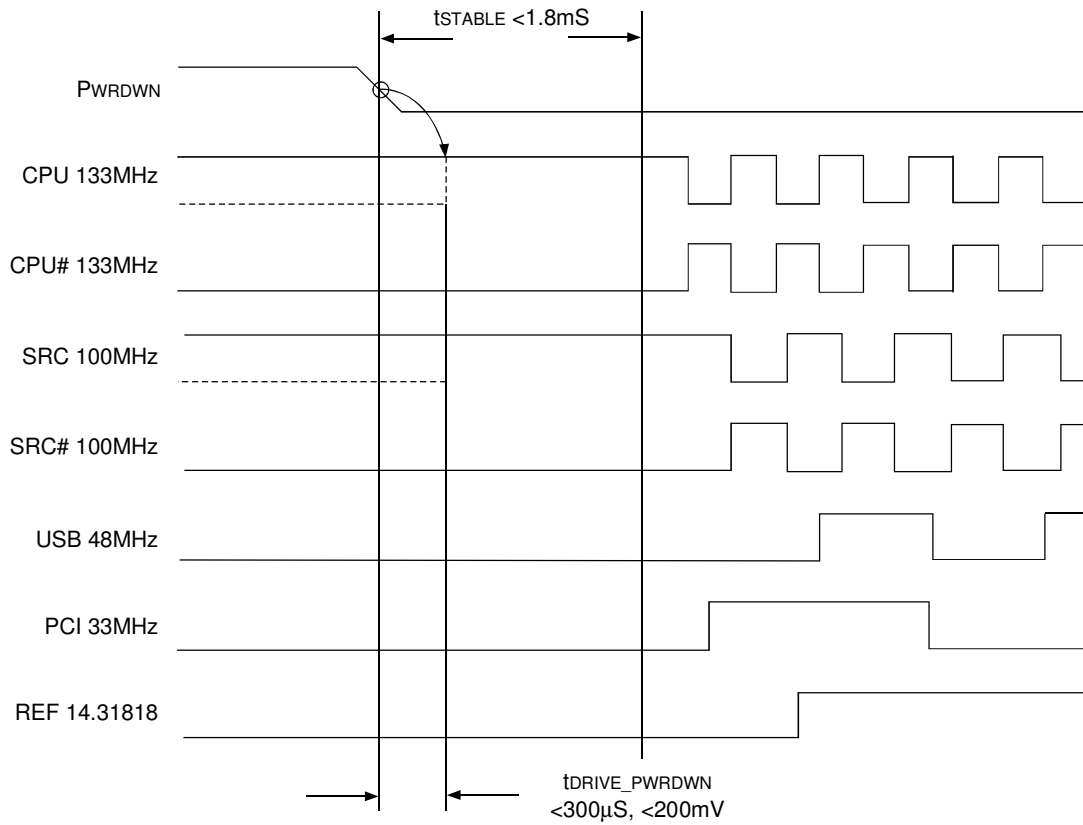 tSTABLE <1.8mS
PWRDWN
CPU 133MHz
CPU# 133MHz
SRC 100MHz
SRC# 100MHz
USB 48MHz
PCI 33MHz
REF 14.31818
tDRIVE_PWRDWN
<300µS, <200mV